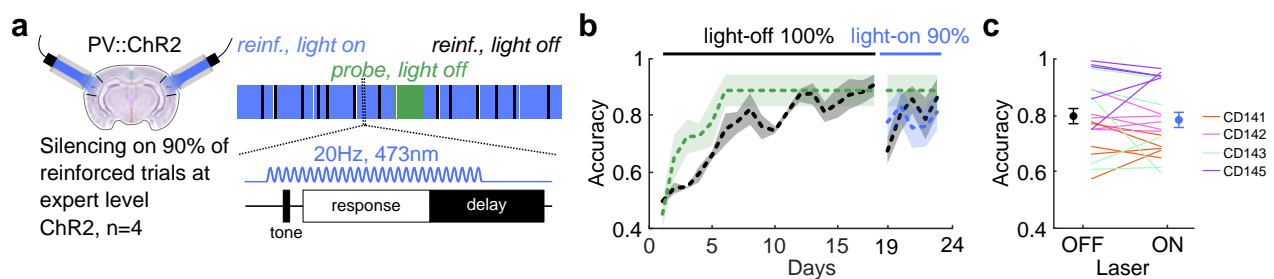 a
PV::ChR2
reinf., light on
reinf., light off
probe, light off
Silencing on 90% of
reinforced trials at
expert level
ChR2, n=4
20Hz, 473nm
response
delay
tone
b
light-off 100%
light-on 90%
1
0.8
0.6
0.4
Accuracy
0
5
10
15
19
24
Days
c
1
0.8
0.6
0.4
Accuracy
OFF
ON
Laser
CD141
CD142
CD143
CD145